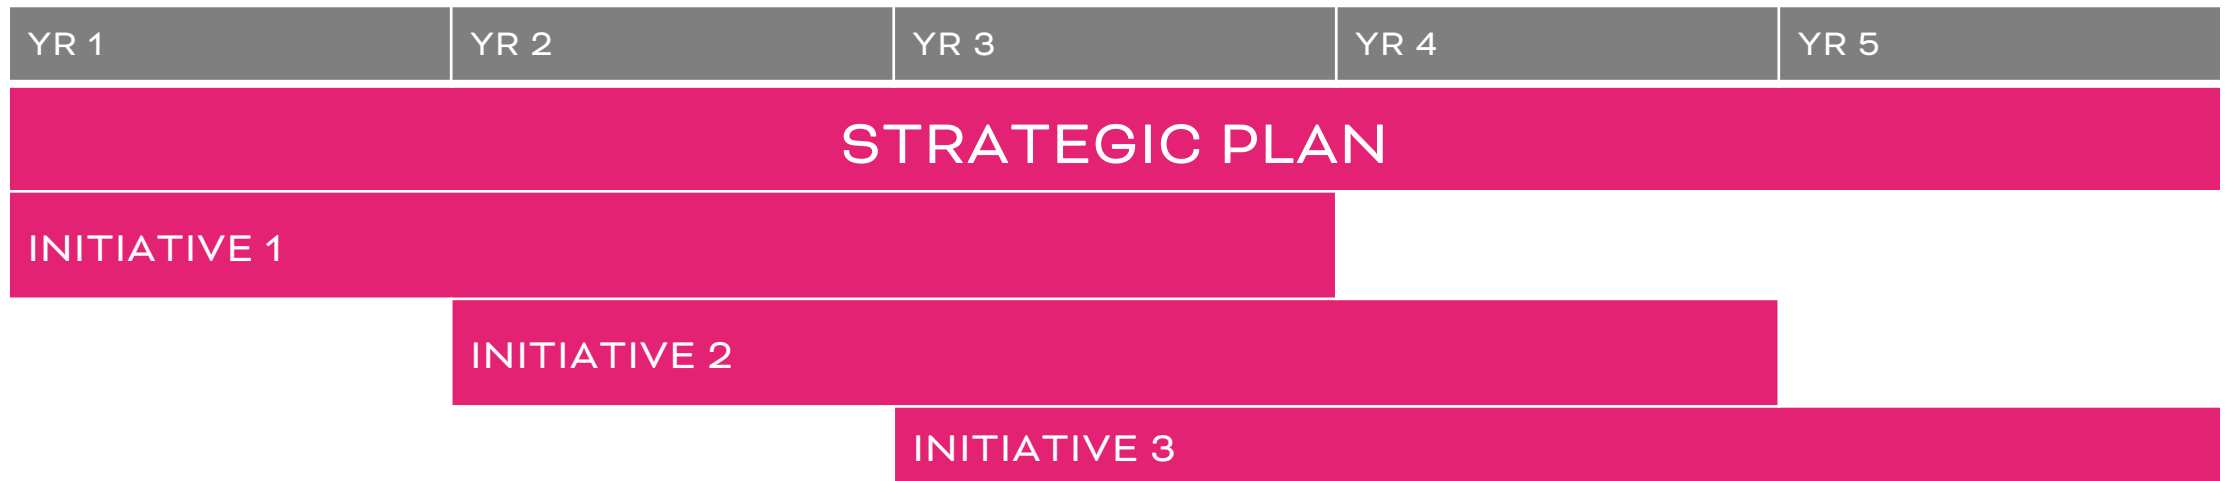 YR 1 YR 2 YR 3 YR 4 YR 5
STRATEGIC PLAN
INITIATIVE 1
INITIATIVE 2
INITIATIVE 3